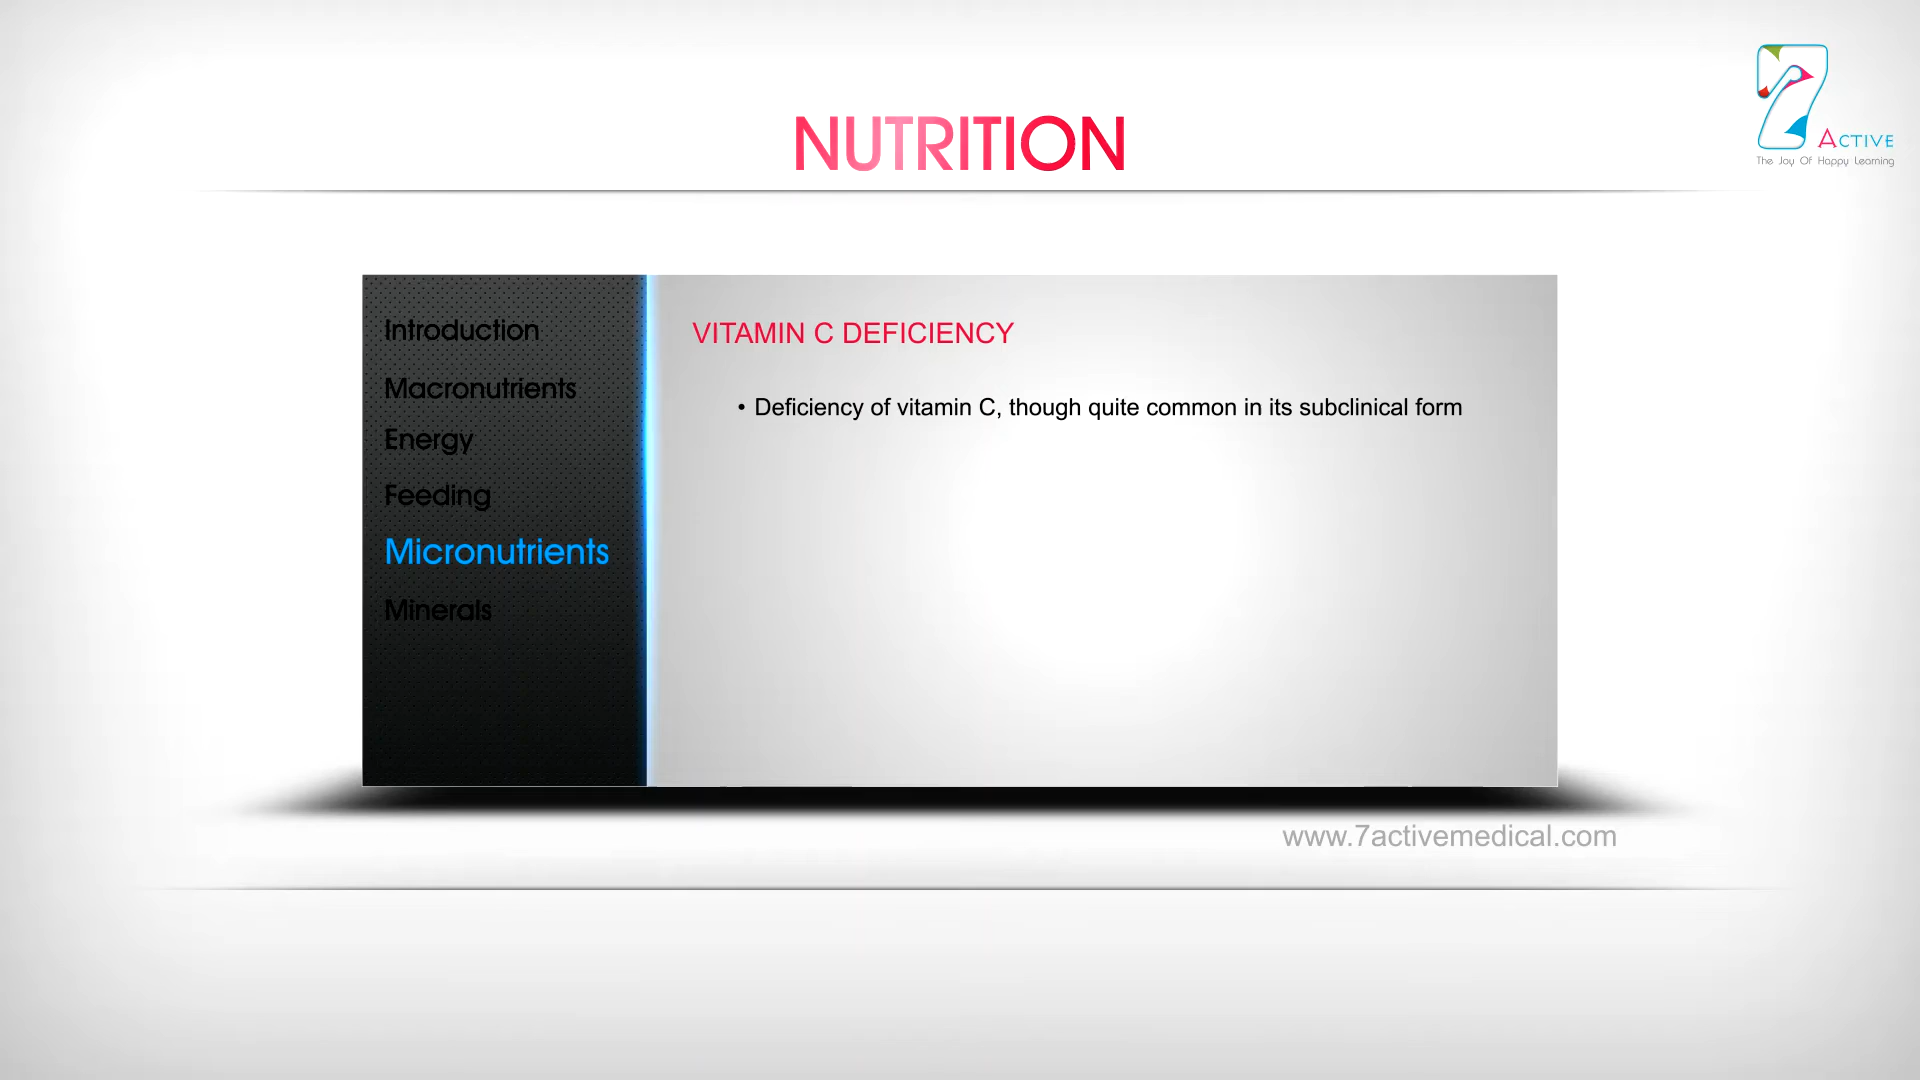 NUTRITION
7
ACTIVE
The Joy Of Happy Learning
Introduction
Macronutrients
Energy
Feeding
Micronutrients
Minerals
VITAMIN C DEFICIENCY
• Deficiency of vitamin C, though quite common in its subclinical form
www.7activemedical.com